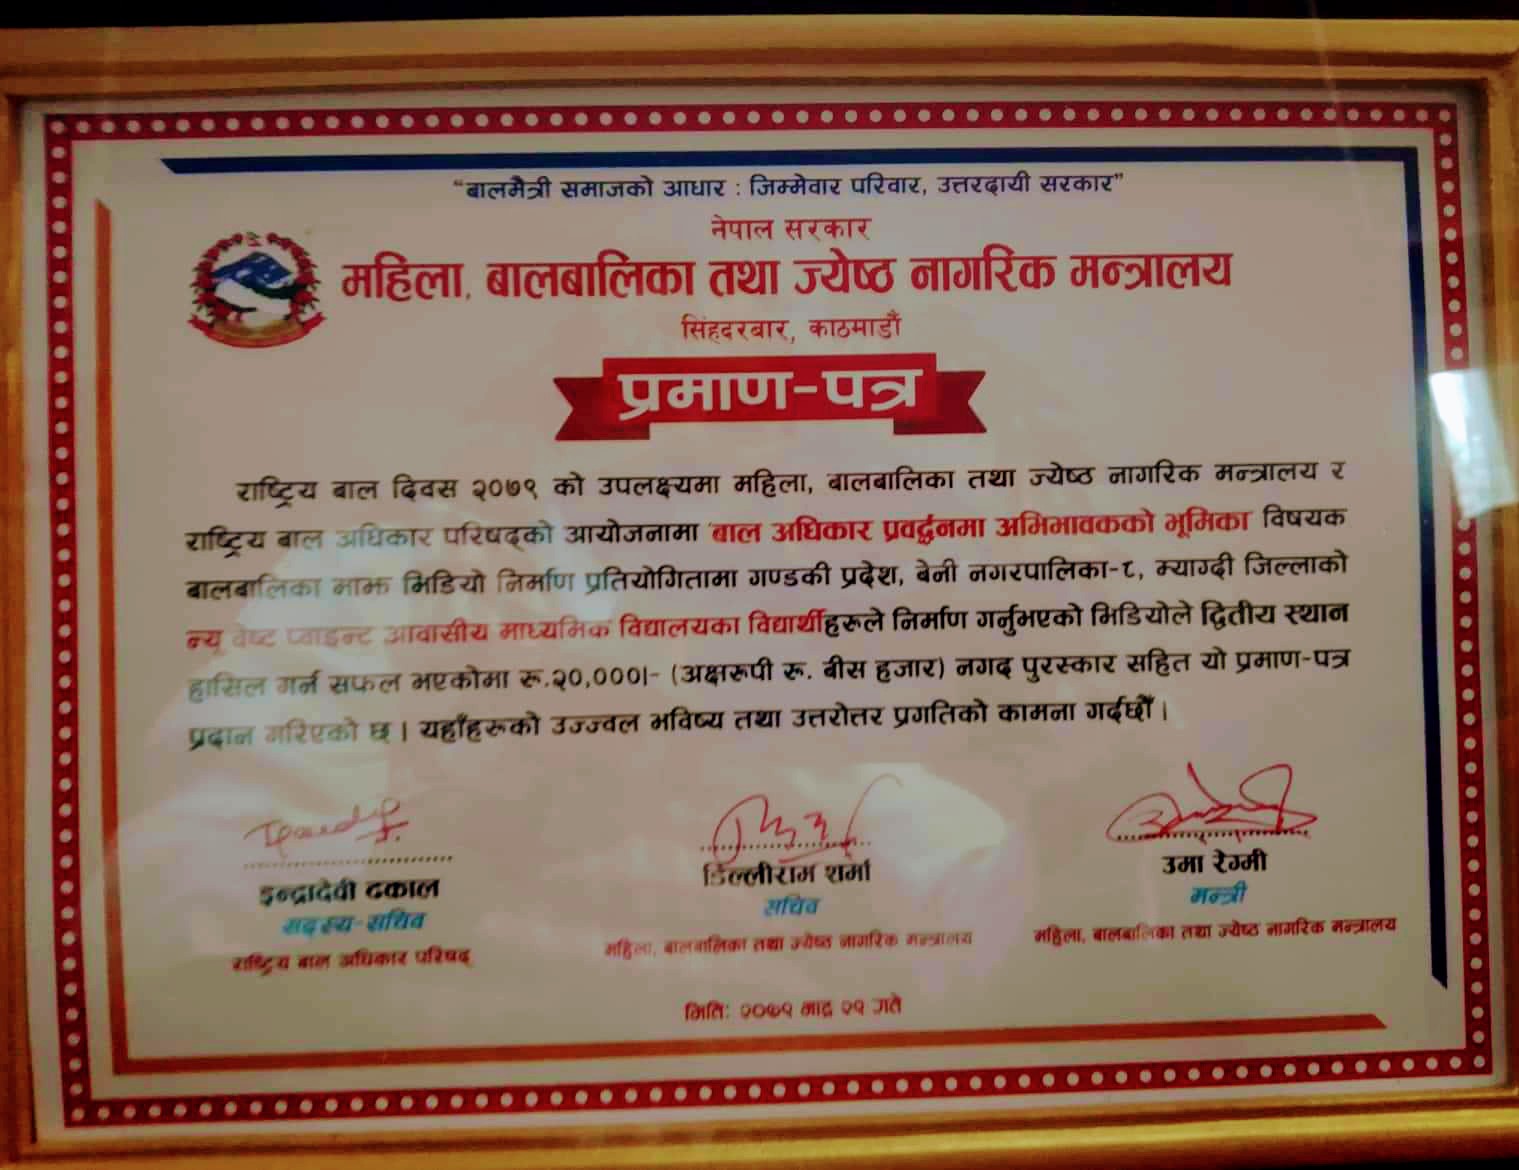 “बालमैत्री समाजको आधार : जिम्मेवार परिवार, उत्तरदायी सरकार”
नेपाल सरकार
महिला, बालबालिका तथा ज्येष्ठ नागरिक मन्त्रालय
सिंहदरबार, काठमाडौं
प्रमाण-पत्र
राष्ट्रिय बाल दिवस २०७९ को उपलक्ष्यमा महिला, बालबालिका तथा ज्येष्ठ नागरिक मन्त्रालय र
राष्ट्रिय बाल अधिकार परिषद्को आयोजनामा बाल अधिकार प्रवर्द्धनमा अभिभावकको भूमिका विषयक
बालबालिका माझ भिडियो निर्माण प्रतियोगितामा गण्डकी प्रदेश, बेनी नगरपालिका-८, म्याग्दी जिल्लाको
न्यू वेष्ट प्वाइन्ट आवासीय माध्यमिक विद्यालयका विद्यार्थीहरूले निर्माण गर्नुभएको भिडियोले द्वितीय स्थान
हासिल गर्न सफल भएकोमा रू.२०,०००।- (अक्षरूपी रू. बीस हजार) नगद पुरस्कार सहित यो प्रमाण-पत्र
प्रदान गरिएको छ । यहाँहरूको उज्ज्वल भविष्य तथा उत्तरोत्तर प्रगतिको कामना गर्दछौँ ।
इन्द्रादेवी ढकाल
सदस्य-सचिव
राष्ट्रिय बाल अधिकार परिषद्
डिल्लीराम शर्मा
सचिव
महिला, बालबालिका तथा ज्येष्ठ नागरिक मन्त्रालय
उमा रेग्मी
मन्त्री
महिला, बालबालिका तथा ज्येष्ठ नागरिक मन्त्रालय
मिति: २०७९ भाद्र २९ गते